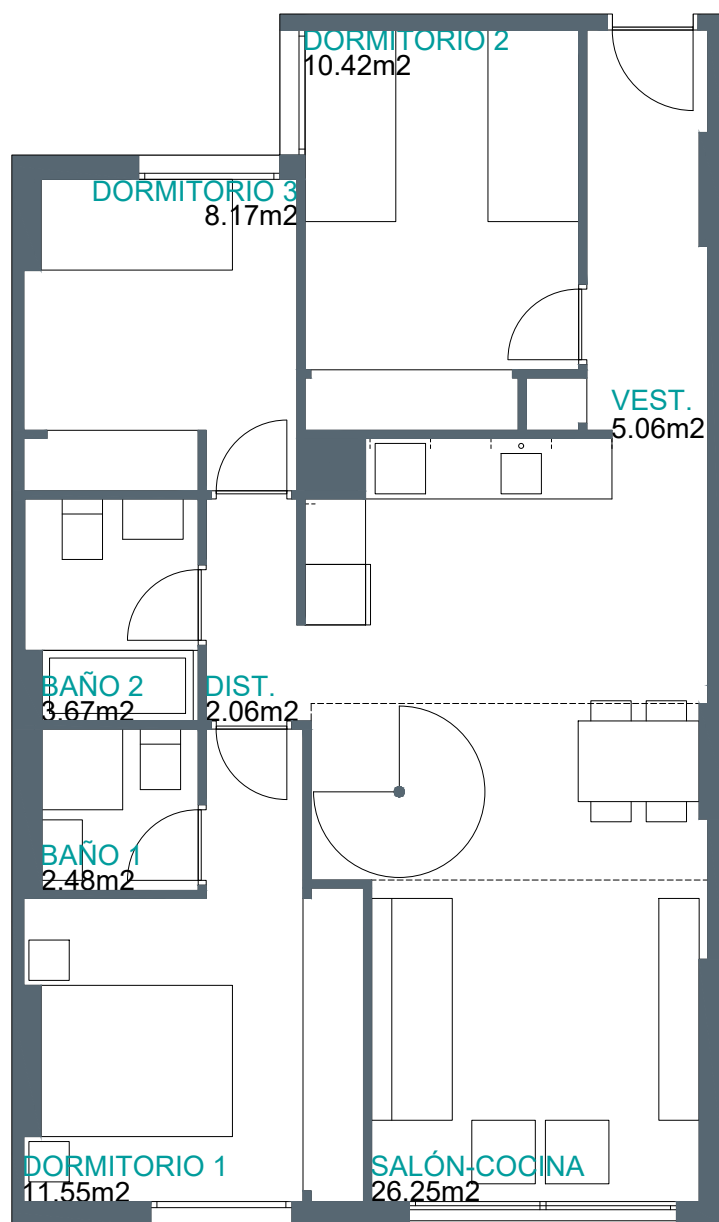 DORMITORIO 2
10.42m2
DORMITORIO 3
8.17m2
VEST.
5.06m2
BAÑO 2
3.67m2
DIST.
2.06m2
BAÑO 1
2.48m2
DORMITORIO 1
11.55m2
SALÓN-COCINA
26.25m2